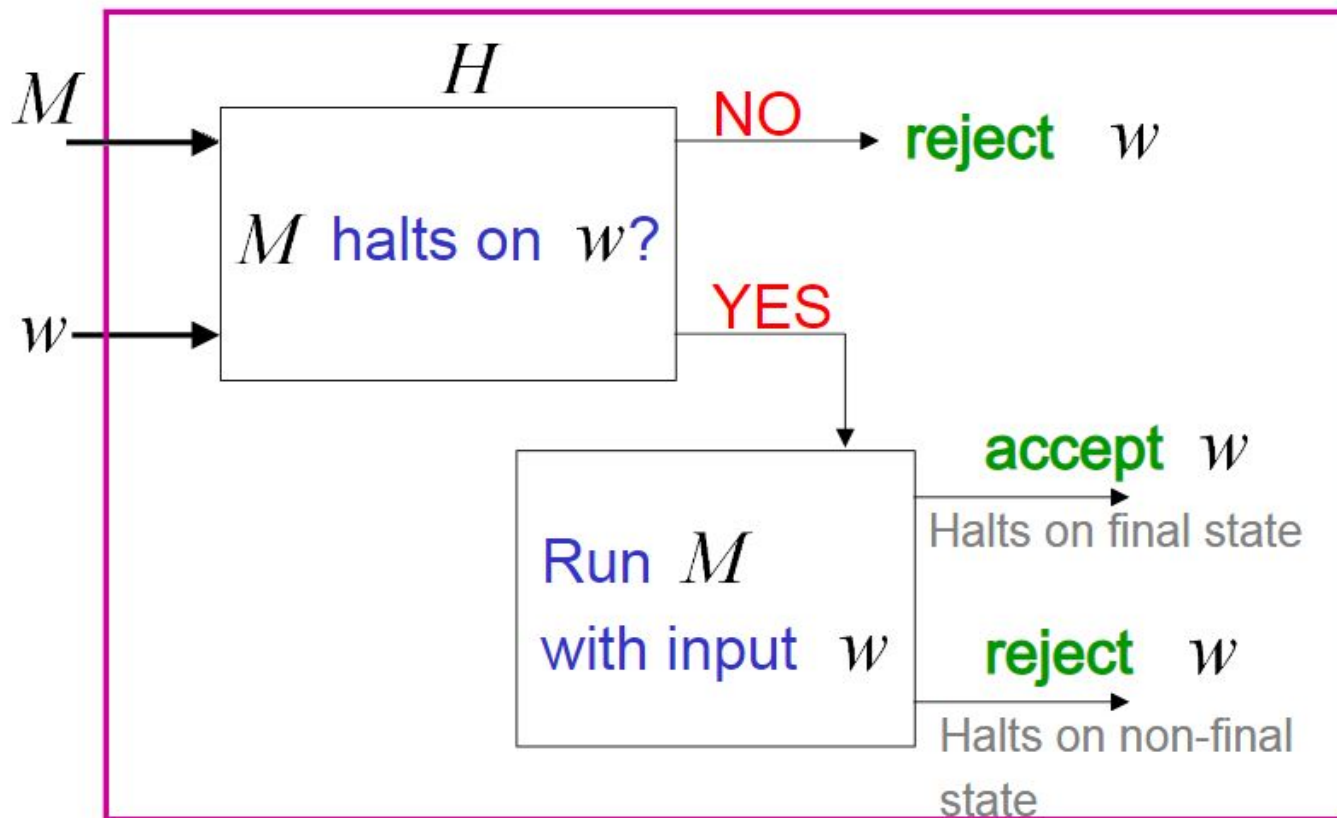 H
M
NO
reject w
M halts on w?
w
YES
accept w
Halts on final state
Run M
with input w
reject w
Halts on non-final
state